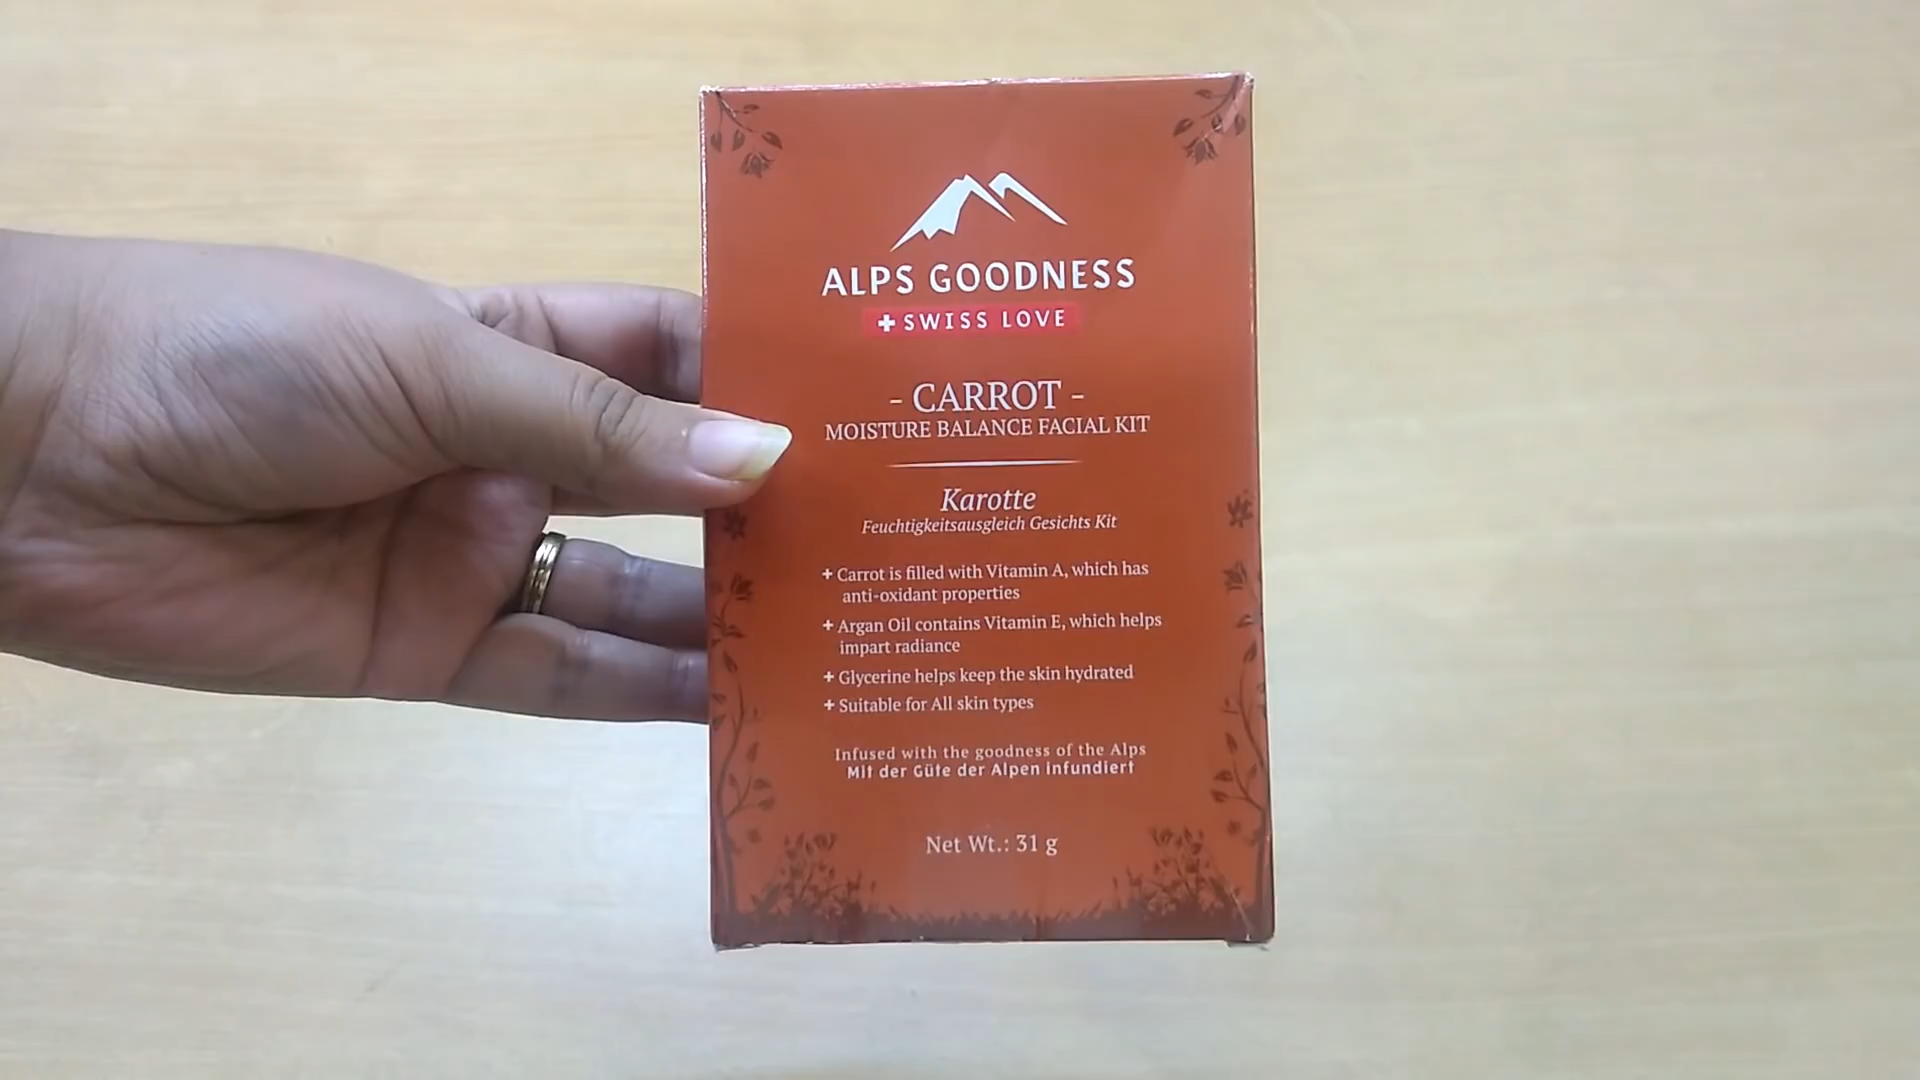 ALPS GOODNESS
+ SWISS LOVE
- CARROT -
MOISTURE BALANCE FACIAL KIT
Karotte
Feuchtigkeitsausgleich Gesichts Kit
+ Carrot is filled with Vitamin A, which has
anti-oxidant properties
+ Argan Oil contains Vitamin E, which helps
impart radiance
+ Glycerine helps keep the skin hydrated
+ Suitable for All skin types
Infused with the goodness of the Alps
Mit der Güte der Alpen infundiert
Net Wt.: 31 g